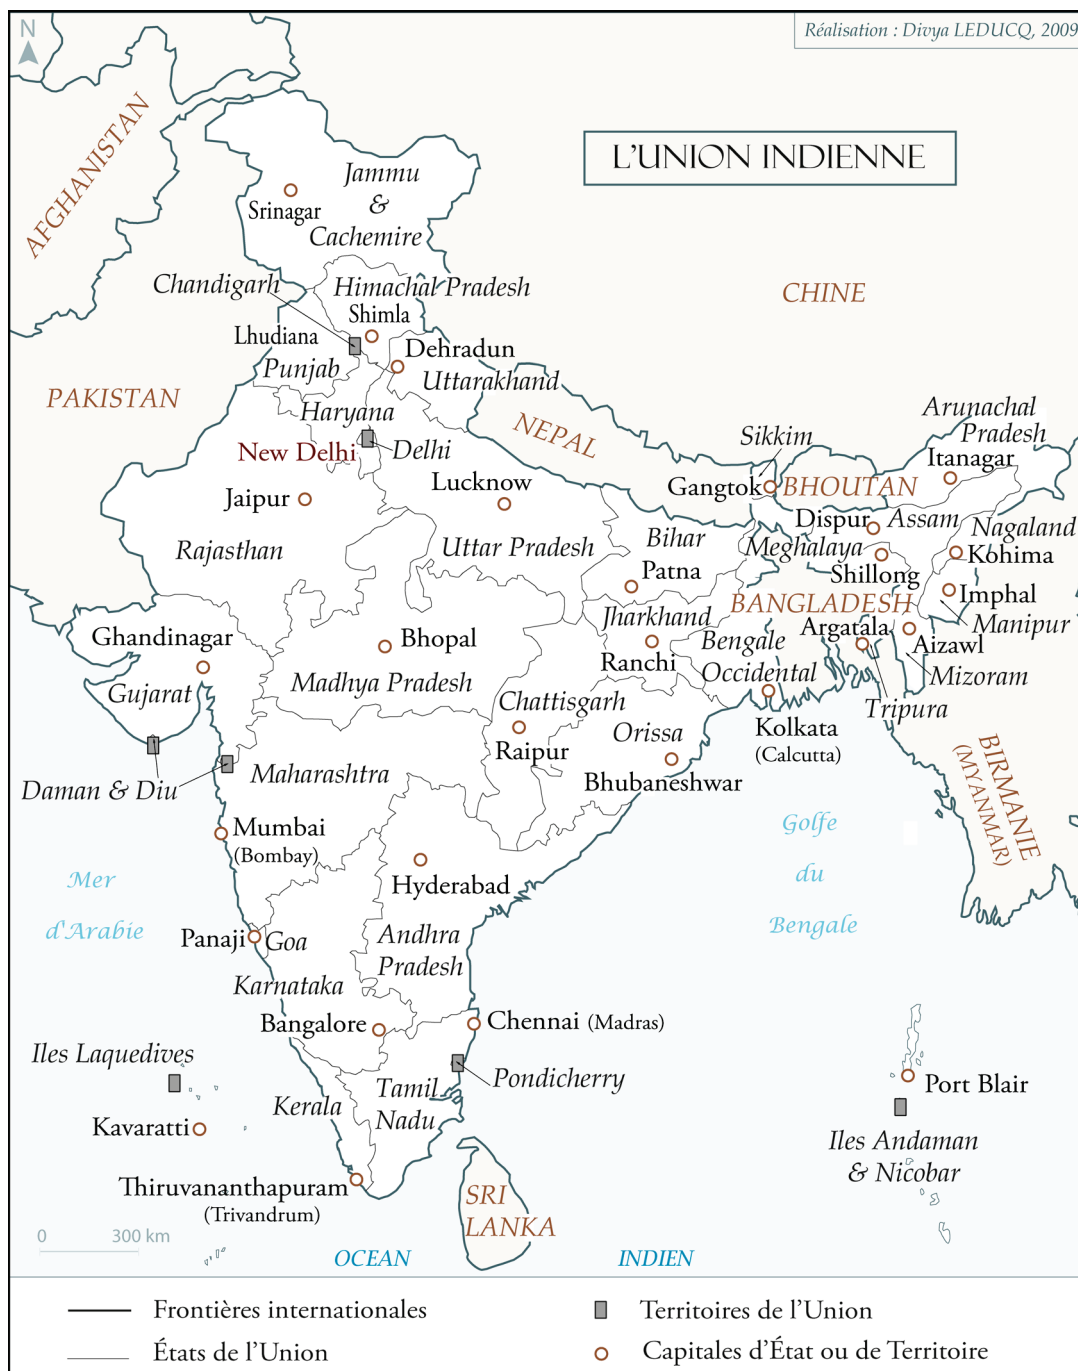 N
Réalisation : Divya LEDUCQ, 2009
L'UNION INDIENNE
AFGHANISTAN
Jammu
&
Cachemire
Srinagar
Chandigarh
Himachal Pradesh
Shimla
CHINE
Lhudiana
Dehradun
Punjab
Uttarakhand
PAKISTAN
Haryana
NEPAL
Arunachal
Pradesh
Sikkim
New Delhi
Delhi
Itanagar
Lucknow
Gangtok
BHOUTAN
Jaipur
Dispur
Assam
Nagaland
Rajasthan
Uttar Pradesh
Bihar
Meghalaya
Kohima
Patna
Shillong
Imphal
BANGLADESH
Jharkhand
Manipur
Ghandinagar
Bhopal
Bengale
Occidental
Argatala
Aizawl
Ranchi
Mizoram
Gujarat
Madhya Pradesh
Chattisgarh
Tripura
Orissa
Kolkata
(Calcutta)
Raipur
Bhubaneshwar
BIRMANIE
(MYANMAR)
Daman & Diu
Maharashtra
Mumbai
(Bombay)
Golfe
du
Bengale
Mer
d'Arabie
Hyderabad
Panaji
Goa
Andhra
Pradesh
Karnataka
Bangalore
Chennai (Madras)
Iles Laquedives
Pondicherry
Port Blair
Tamil
Nadu
Kerala
Kavaratti
Iles Andaman
& Nicobar
Thiruvananthapuram
(Trivandrum)
SRI
LANKA
0 300 km
OCEAN INDIEN
Frontières internationales
Territoires de l'Union
États de l'Union
Capitales d'État ou de Territoire